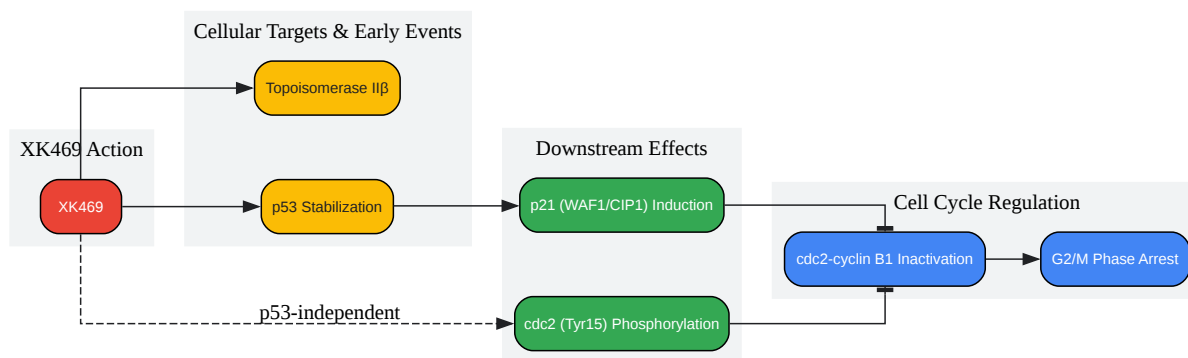 Cellular Targets & Early Events
Topoisomerase IIβ
XK469 Action
XK469
p53 Stabilization
Downstream Effects
p21 (WAF1/CIP1) Induction
Cell Cycle Regulation
cdc2-cyclin B1 Inactivation
G2/M Phase Arrest
p53-independent
cdc2 (Tyr15) Phosphorylation